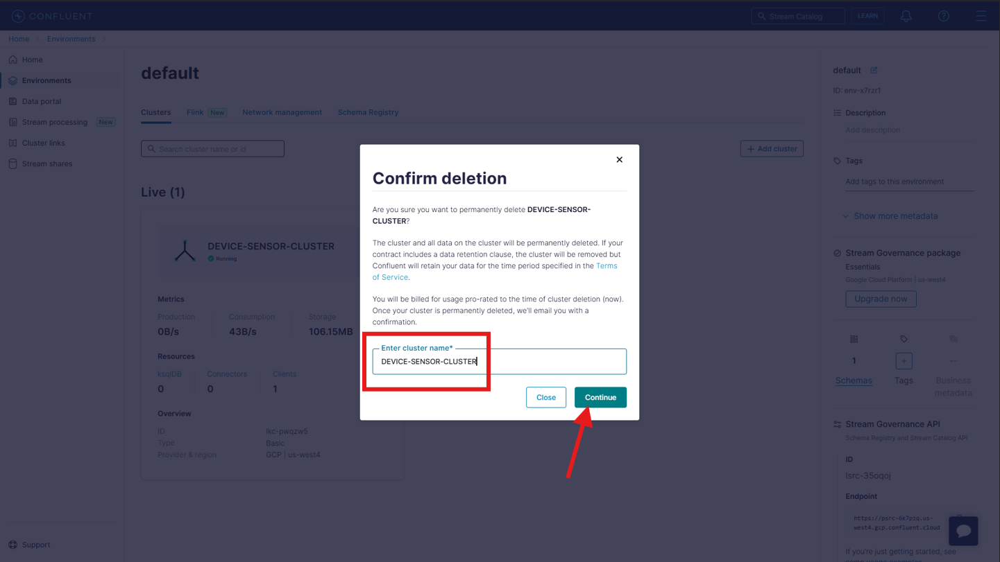 CONFLUENT
Stream Catalog
LEARN
Home
Environments
Home
Environments
Data portal
Stream processing New
Cluster links
Stream shares
Support
default
Clusters Flink New Network management Schema Registry
Search cluster name or id
+ Add cluster
Live (1)
DEVICE-SENSOR-CLUSTER
Running
Metrics
Production Consumption Storage
0B/s 43B/s 106.15MB
Resources
ksqlDB Connectors Clients
0 0 1
Overview
ID lkc-pwqzw5
Type Basic
Provider & region GCP | us-west4
Confirm deletion
Are you sure you want to permanently delete DEVICE-SENSOR-
CLUSTER?
The cluster and all data on the cluster will be permanently deleted. If your
contract includes a data retention clause, the cluster will be removed but
Confluent will retain your data for the time period specified in the Terms
of Service.
You will be billed for usage pro-rated to the time of cluster deletion (now).
Once your cluster is permanently deleted, we'll email you with a
confirmation.
Enter cluster name*
DEVICE-SENSOR-CLUSTER
Close Continue
default
ID: env-x7rzr1
Description
Add description
Tags
Add tags to this environment
Show more metadata
Stream Governance package
Essentials
Google Cloud Platform | us-west4
Upgrade now
1 + --
Schemas Tags Business
metadata
Stream Governance API
Schema Registry and Stream Catalog API
ID
lsrc-35oqoj
Endpoint
https://psrc-6k7pzq.us-
west4.gcp.confluent.cloud
If you're just getting started, see
some usage examples